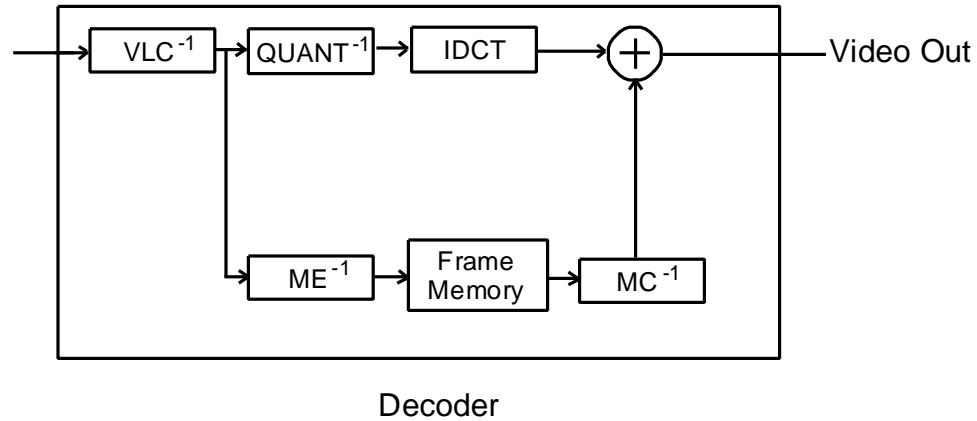 VLC-1
QUANT-1
IDCT
+
Video Out
ME-1
Frame
Memory
MC-1
Decoder